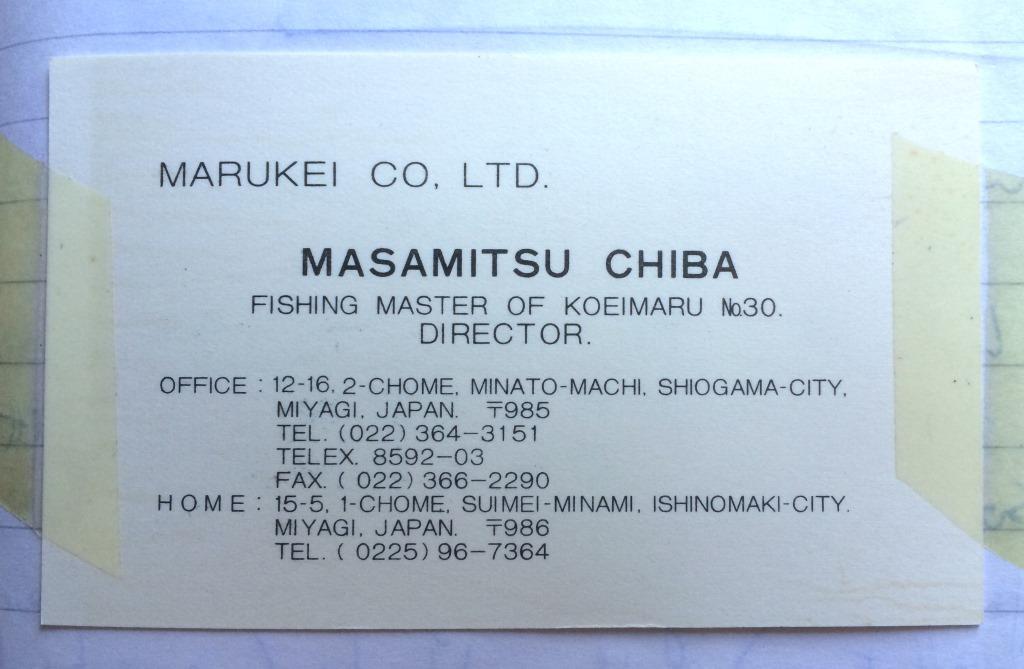 MARUKEI CO, LTD.
MASAMITSU CHIBA
FISHING MASTER OF KOEIMARU №30.
DIRECTOR.
OFFICE : 12-16, 2-CHOME, MINATO-MACHI, SHIOGAMA-CITY,
MIYAGI, JAPAN. 〒985
TEL. (022) 364-3151
TELEX. 8592-03
FAX. ( 022) 366-2290
HOME : 15-5, 1-CHOME, SUIMEI-MINAMI, ISHINOMAKI-CITY.
MIYAGI, JAPAN. 〒986
TEL. ( 0225) 96-7364